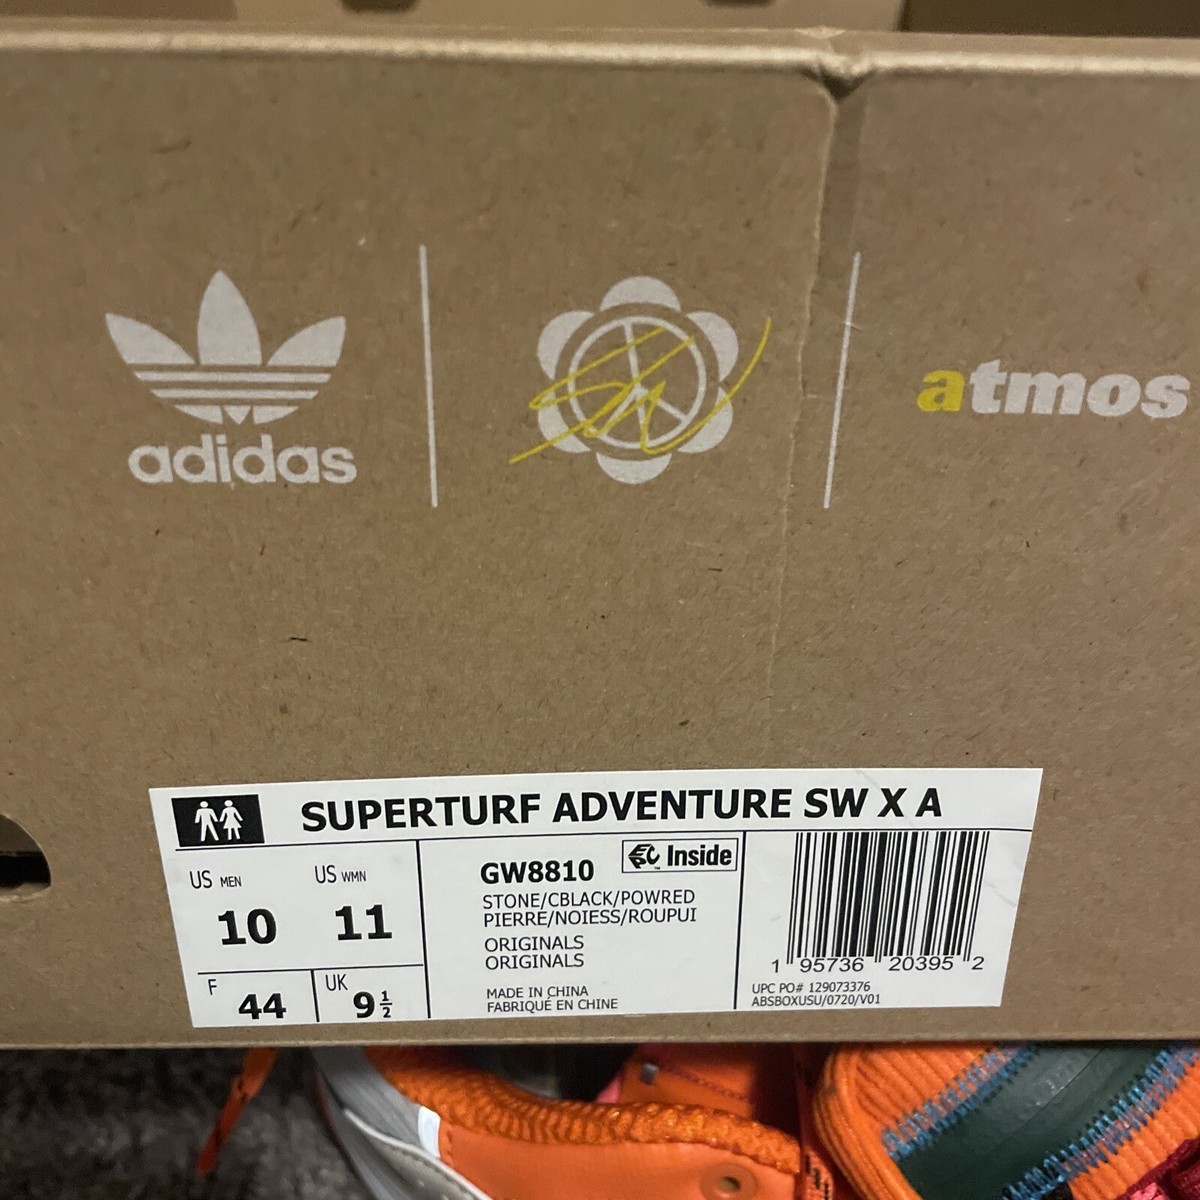 adidas
SW
atmos
SUPERTURF ADVENTURE SW X A
US MEN
10
US WMN
11
F
44
UK
9 1/2
GW8810
Inside
STONE/CBLACK/POWRED
PIERRE/NOIESS/ROUPUI
ORIGINALS
ORIGINALS
MADE IN CHINA
FABRIQUÉ EN CHINE
1 95736 20395 2
UPC PO# 129073376
ABSBOXUSU/0720/V01